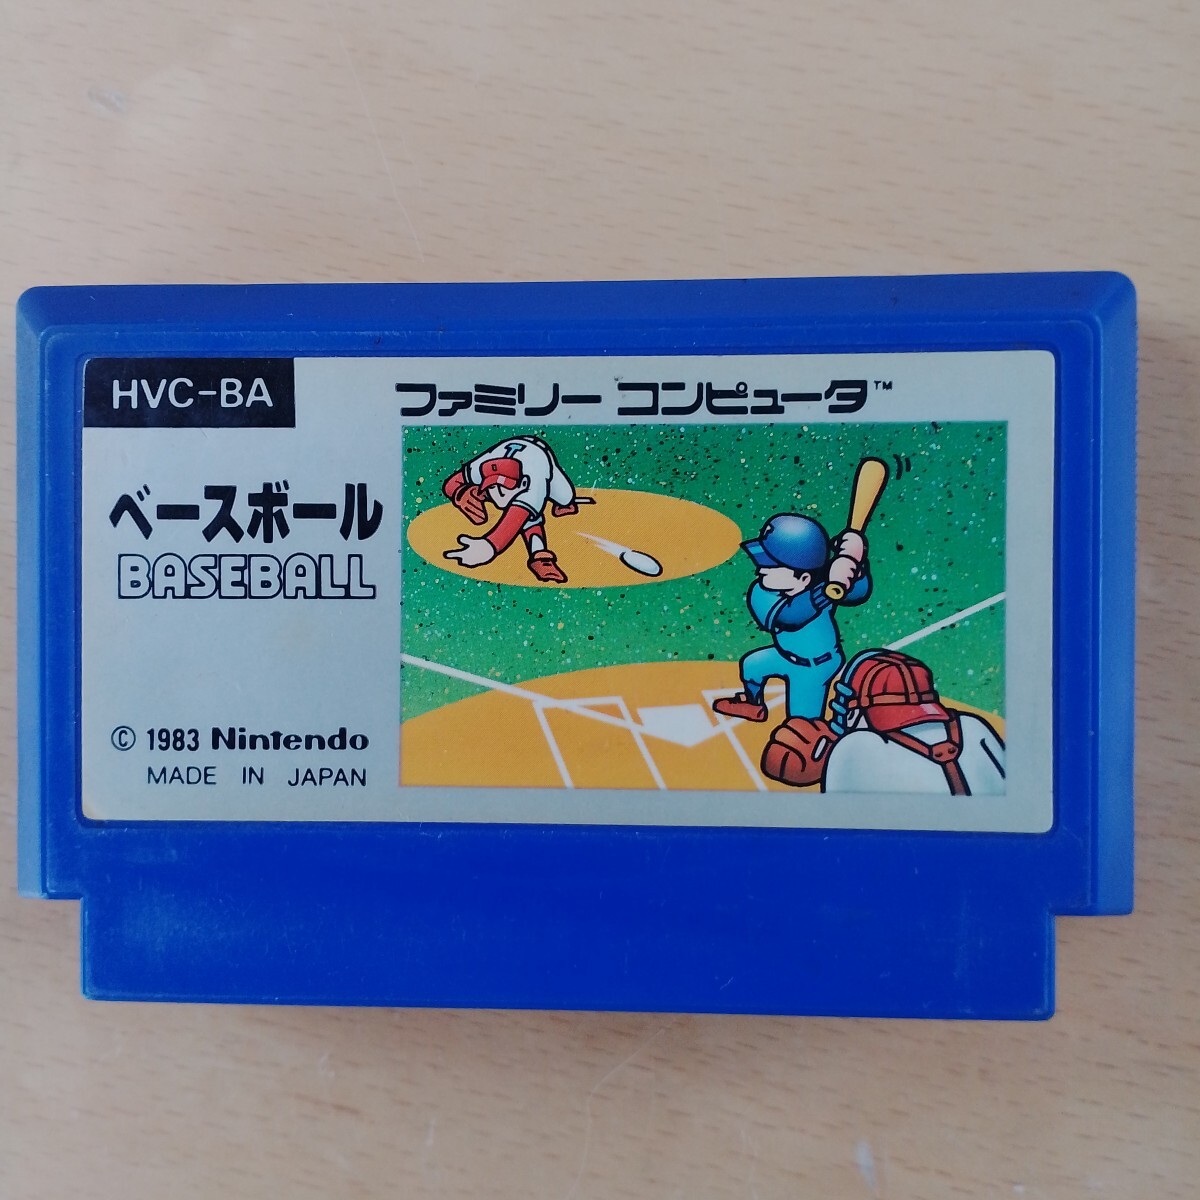 HVC-BA
ファミリー コンピュータ™
ベースボール
BASEBALL
© 1983 Nintendo
MADE IN JAPAN